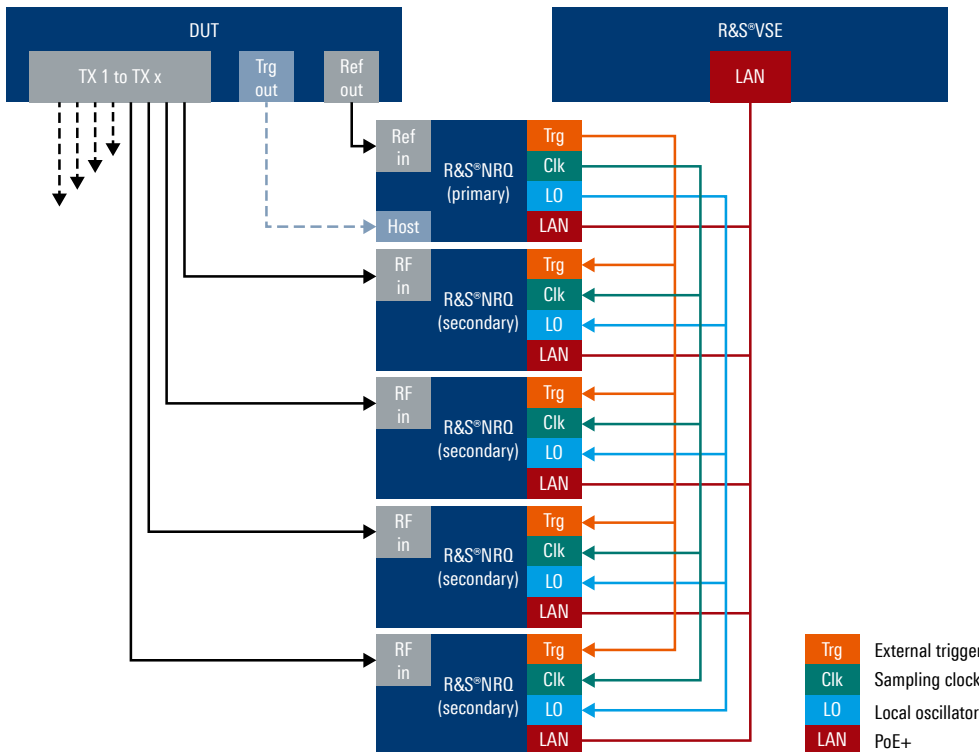 DUT
TX 1 to TX x
Trg
out
Ref
out
R&S®VSE
LAN
Ref
in
R&S®NRQ
(primary)
Host
Trg
Clk
LO
LAN
RF
in
R&S®NRQ
(secondary)
Trg
Clk
LO
LAN
RF
in
R&S®NRQ
(secondary)
Trg
Clk
LO
LAN
RF
in
R&S®NRQ
(secondary)
Trg
Clk
LO
LAN
RF
in
R&S®NRQ
(secondary)
Trg
Clk
LO
LAN
Trg External trigger
Clk Sampling clock
LO Local oscillator
LAN PoE+